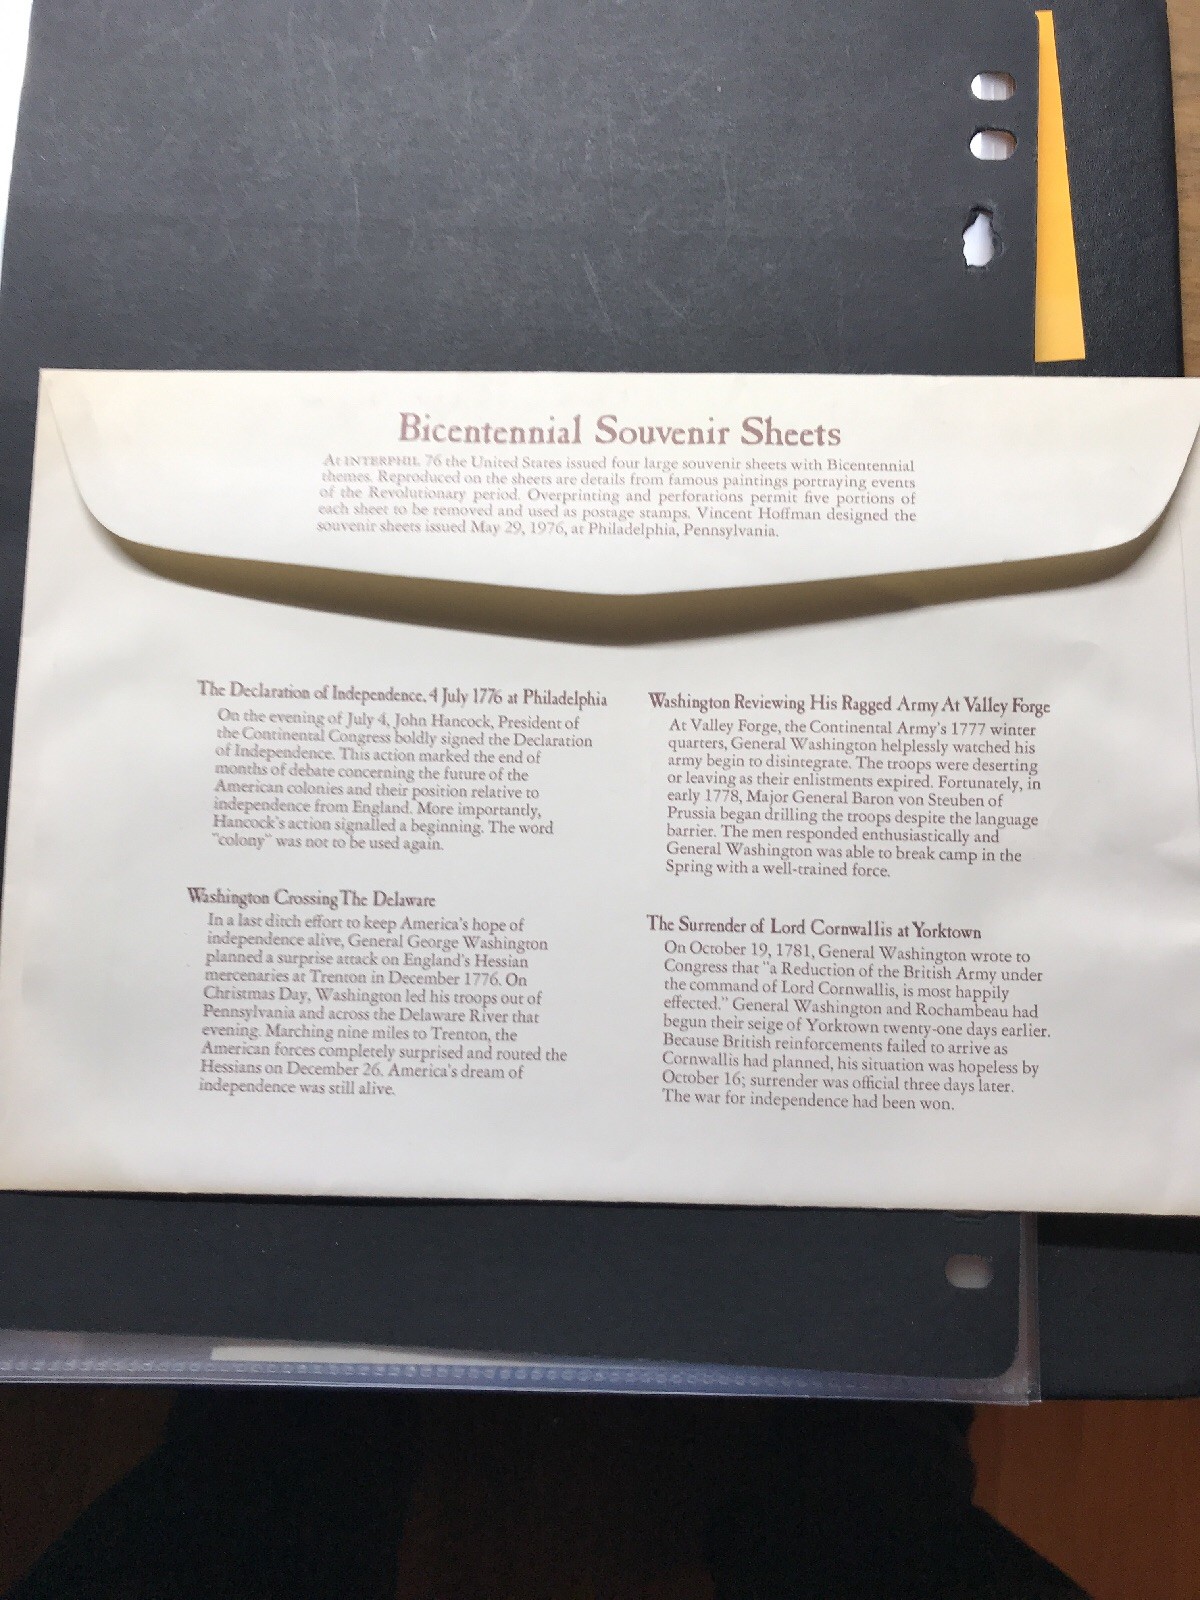 Bicentennial Souvenir Sheets
At INTERPHIL 76 the United States issued four large souvenir sheets with Bicentennial
themes. Reproduced on the sheets are details from famous paintings portraying events
of the Revolutionary period. Overprinting and perforations permit five portions of
each sheet to be removed and used as postage stamps. Vincent Hoffman designed the
souvenir sheets issued May 29, 1976, at Philadelphia, Pennsylvania.
The Declaration of Independence, 4 July 1776 at Philadelphia
On the evening of July 4, John Hancock, President of
the Continental Congress boldly signed the Declaration
of Independence. This action marked the end of
months of debate concerning the future of the
American colonies and their position relative to
independence from England. More importantly,
Hancock's action signalled a beginning. The word
"colony" was not to be used again.
Washington Crossing The Delaware
In a last ditch effort to keep America's hope of
independence alive, General George Washington
planned a surprise attack on England's Hessian
mercenaries at Trenton in December 1776. On
Christmas Day, Washington led his troops out of
Pennsylvania and across the Delaware River that
evening. Marching nine miles to Trenton, the
American forces completely surprised and routed the
Hessians on December 26. America's dream of
independence was still alive.
Washington Reviewing His Ragged Army At Valley Forge
At Valley Forge, the Continental Army's 1777 winter
quarters, General Washington helplessly watched his
army begin to disintegrate. The troops were deserting
or leaving as their enlistments expired. Fortunately, in
early 1778, Major General Baron von Steuben of
Prussia began drilling the troops despite the language
barrier. The men responded enthusiastically and
General Washington was able to break camp in the
Spring with a well-trained force.
The Surrender of Lord Cornwallis at Yorktown
On October 19, 1781, General Washington wrote to
Congress that "a Reduction of the British Army under
the command of Lord Cornwallis, is most happily
effected." General Washington and Rochambeau had
begun their seige of Yorktown twenty-one days earlier.
Because British reinforcements failed to arrive as
Cornwallis had planned, his situation was hopeless by
October 16; surrender was official three days later.
The war for independence had been won.